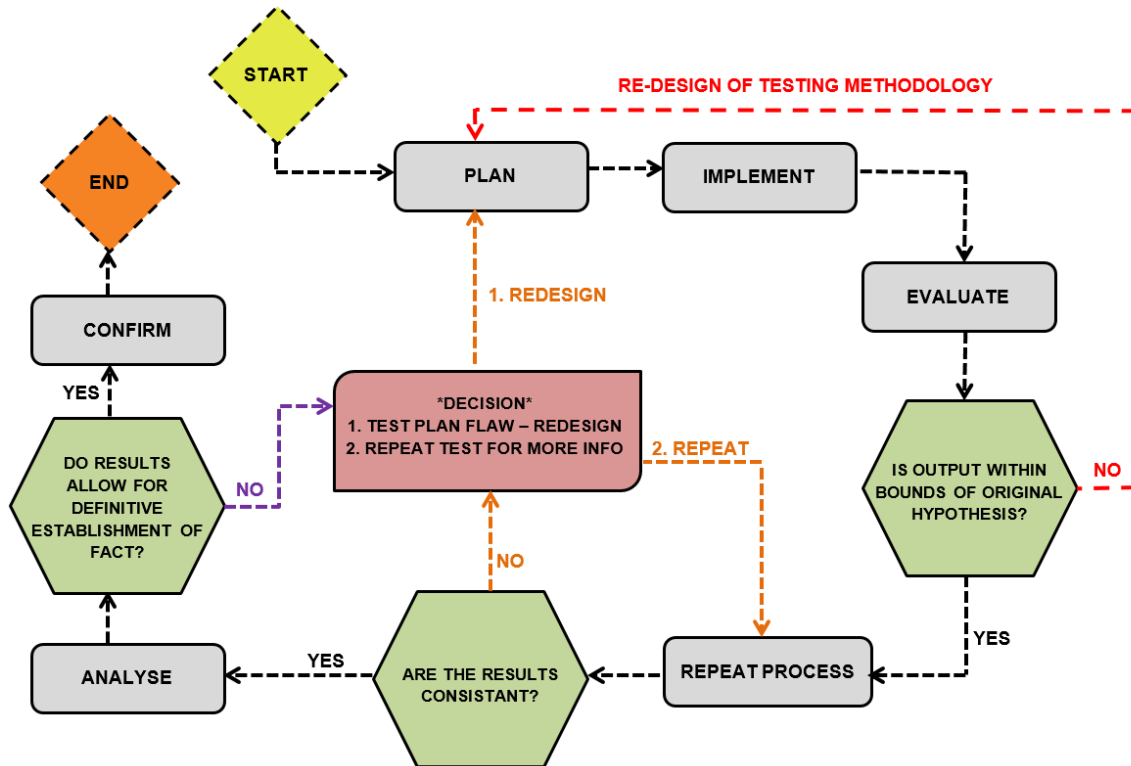 START
RE-DESIGN OF TESTING METHODOLOGY
END
PLAN
IMPLEMENT
1. REDESIGN
EVALUATE
CONFIRM
YES
*DECISION*
1. TEST PLAN FLAW – REDESIGN
2. REPEAT TEST FOR MORE INFO
2. REPEAT
DO RESULTS
ALLOW FOR
DEFINITIVE
ESTABLISHMENT OF
FACT?
NO
IS OUTPUT WITHIN
BOUNDS OF ORIGINAL
HYPOTHESIS?
NO
NO
YES
ANALYSE
YES
ARE THE RESULTS
CONSISTANT?
REPEAT PROCESS